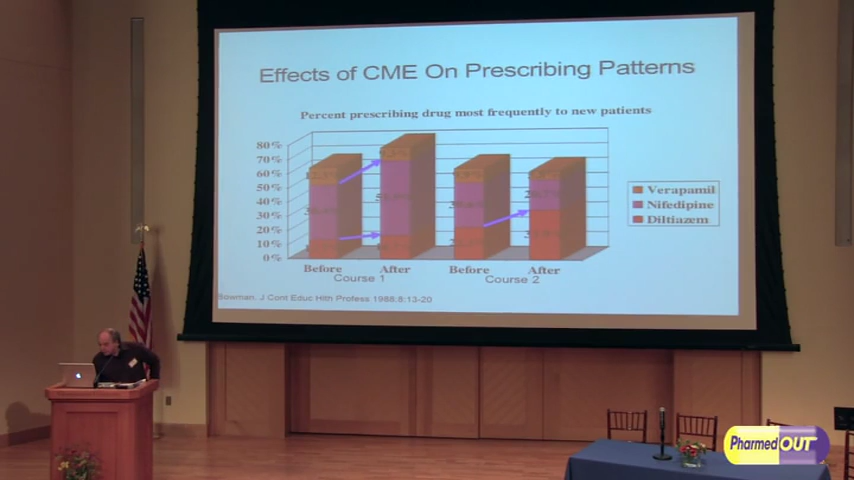 Effects of CME On Prescribing Patterns
Percent prescribing drug most frequently to new patients
80%
70%
60%
50%
40%
30%
20%
10%
0%
Verapamil
Nifedipine
Diltiazem
Before After Before After
Course 1 Course 2
Bowman. J Cont Educ Hlth Profess 1988;8:13-20
PharmedOUT